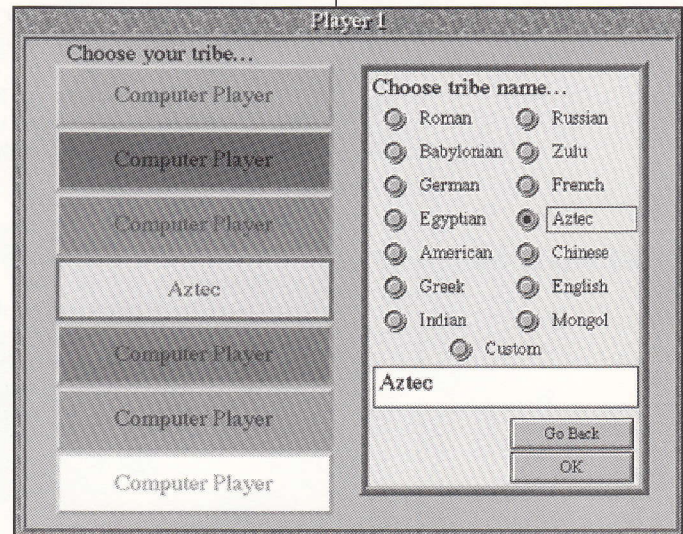 Player 1
Choose your tribe...
Computer Player
Computer Player
Computer Player
Aztec
Computer Player
Computer Player
Computer Player
Choose tribe name...
Roman Russian
Babylonian Zulu
German French
Egyptian Aztec
American Chinese
Greek English
Indian Mongol
Custom
Aztec
Go Back
OK